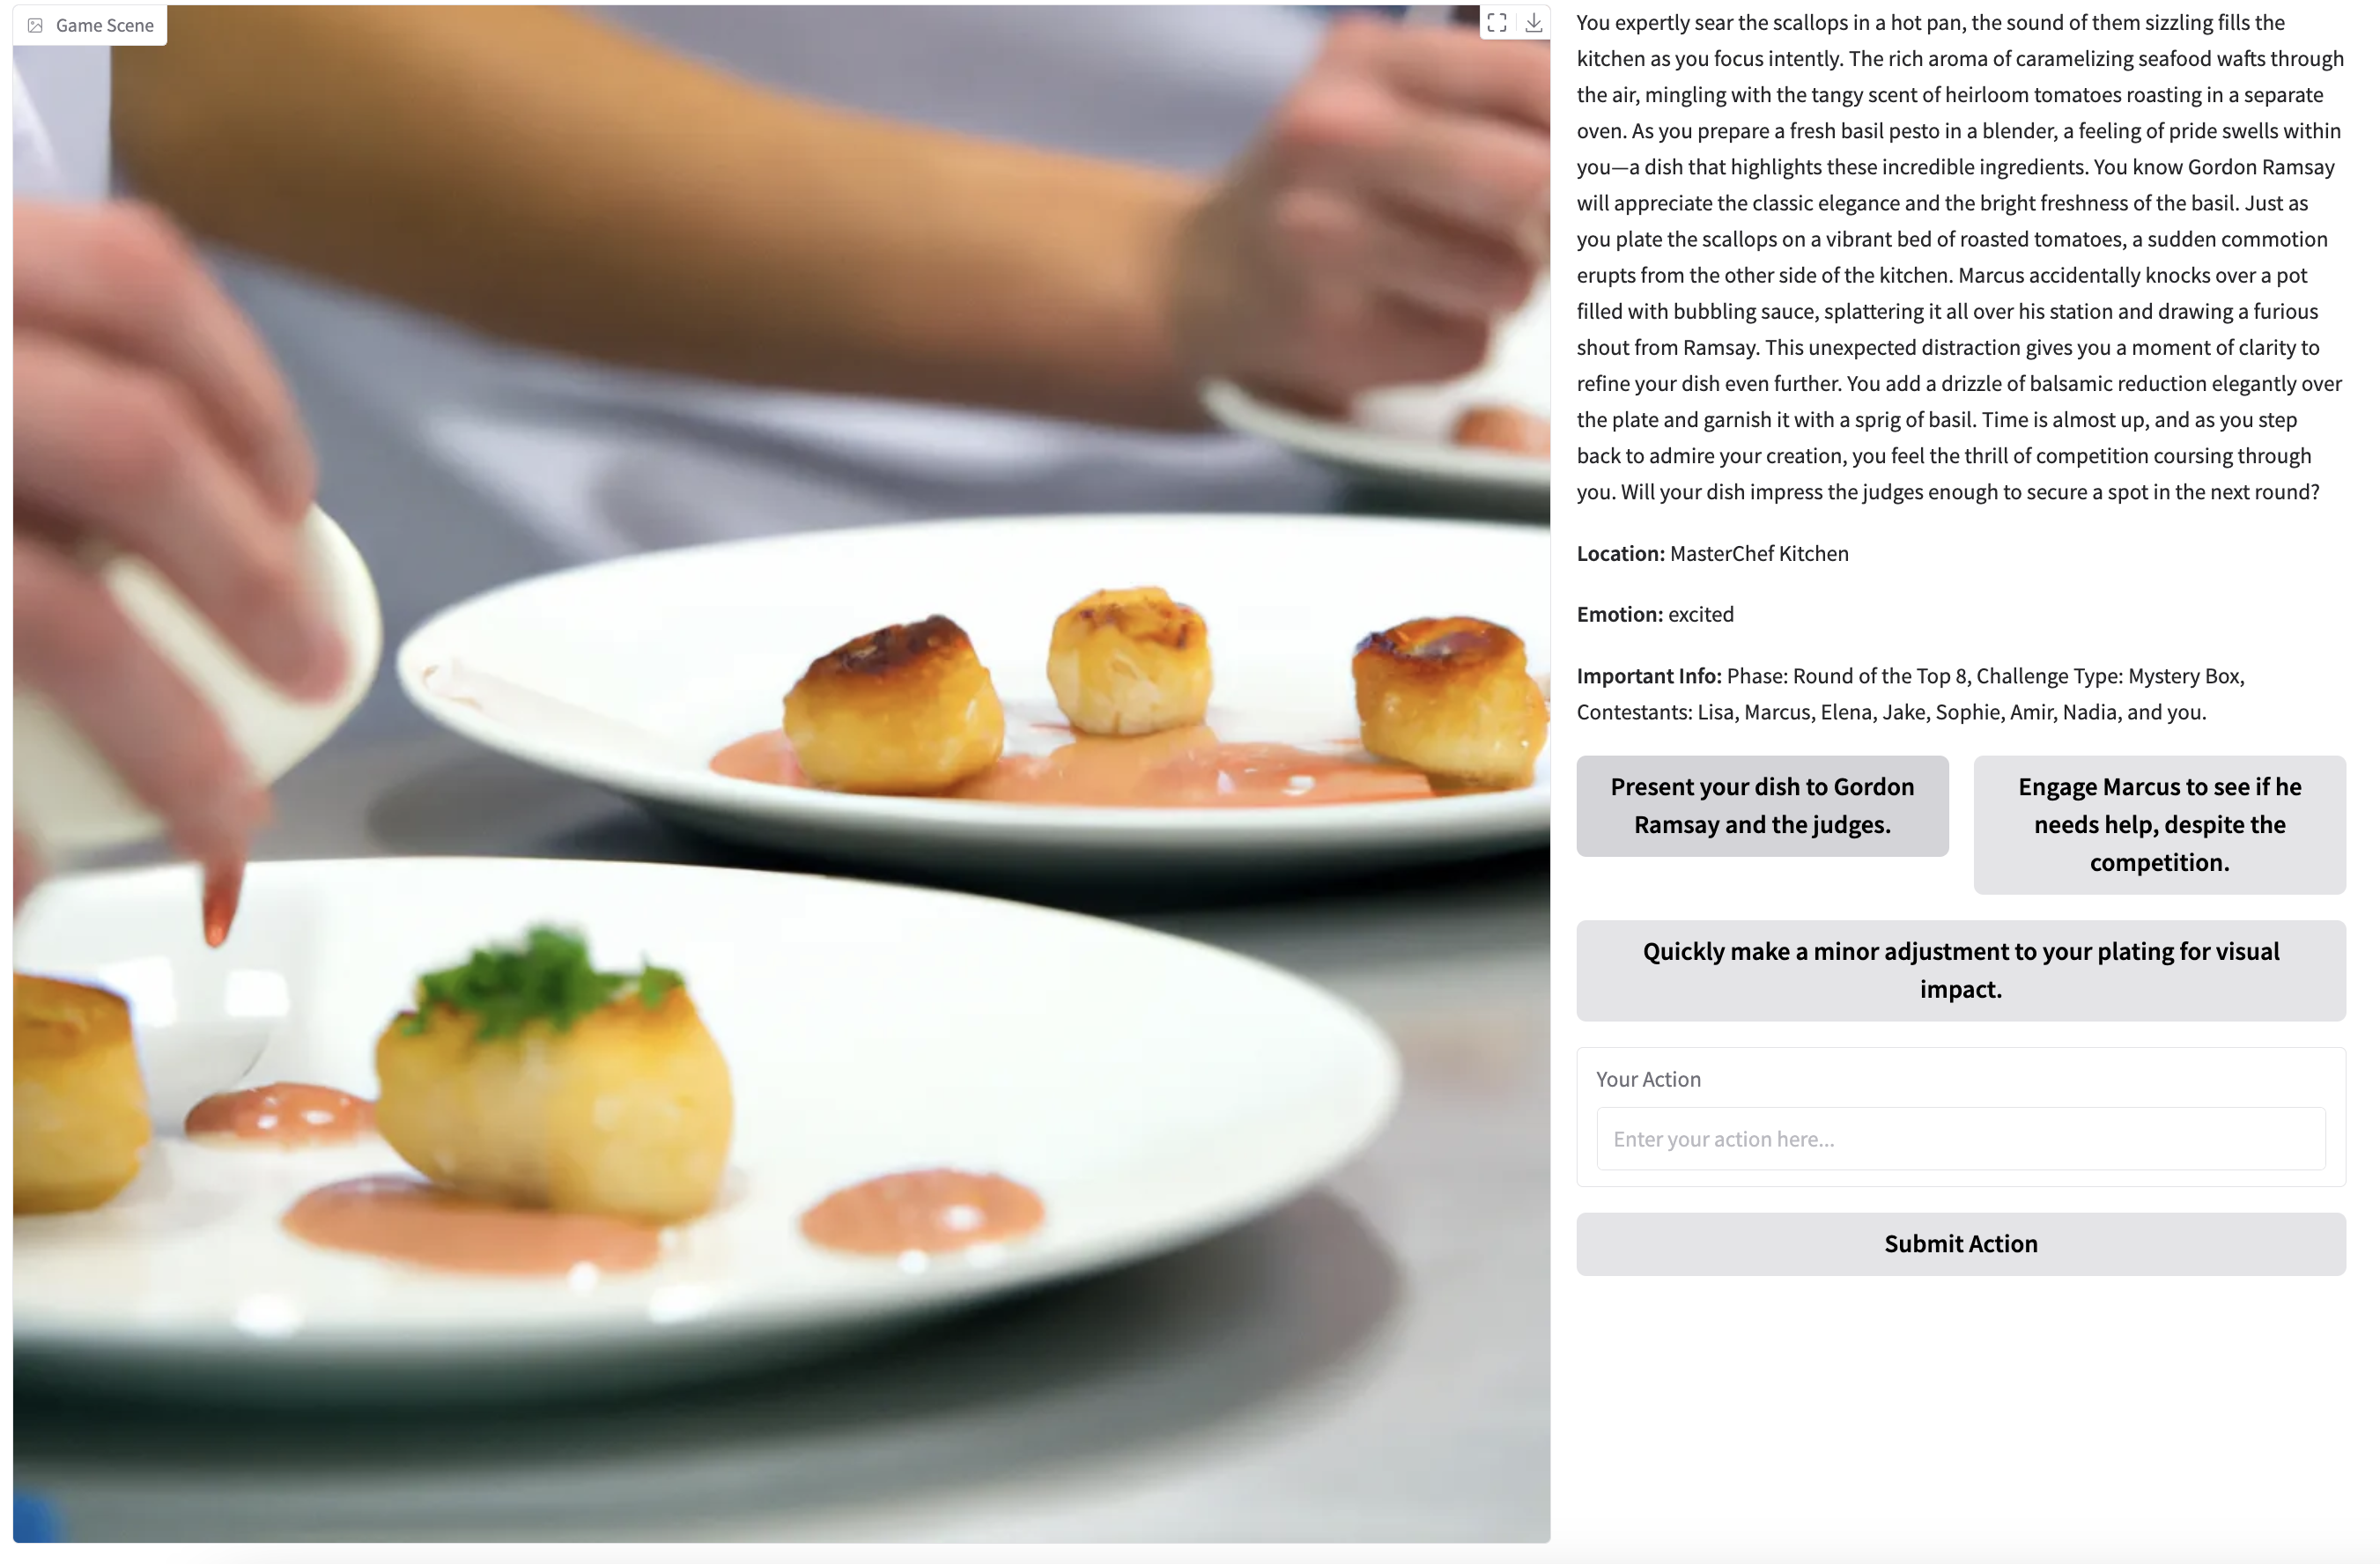 Game Scene
You expertly sear the scallops in a hot pan, the sound of them sizzling fills the
kitchen as you focus intently. The rich aroma of caramelizing seafood wafts through
the air, mingling with the tangy scent of heirloom tomatoes roasting in a separate
oven. As you prepare a fresh basil pesto in a blender, a feeling of pride swells within
you—a dish that highlights these incredible ingredients. You know Gordon Ramsay
will appreciate the classic elegance and the bright freshness of the basil. Just as
you plate the scallops on a vibrant bed of roasted tomatoes, a sudden commotion
erupts from the other side of the kitchen. Marcus accidentally knocks over a pot
filled with bubbling sauce, splattering it all over his station and drawing a furious
shout from Ramsay. This unexpected distraction gives you a moment of clarity to
refine your dish even further. You add a drizzle of balsamic reduction elegantly over
the plate and garnish it with a sprig of basil. Time is almost up, and as you step
back to admire your creation, you feel the thrill of competition coursing through
you. Will your dish impress the judges enough to secure a spot in the next round?
Location: MasterChef Kitchen
Emotion: excited
Important Info: Phase: Round of the Top 8, Challenge Type: Mystery Box,
Contestants: Lisa, Marcus, Elena, Jake, Sophie, Amir, Nadia, and you.
Present your dish to Gordon
Ramsay and the judges.
Engage Marcus to see if he
needs help, despite the
competition.
Quickly make a minor adjustment to your plating for visual
impact.
Your Action
Enter your action here...
Submit Action